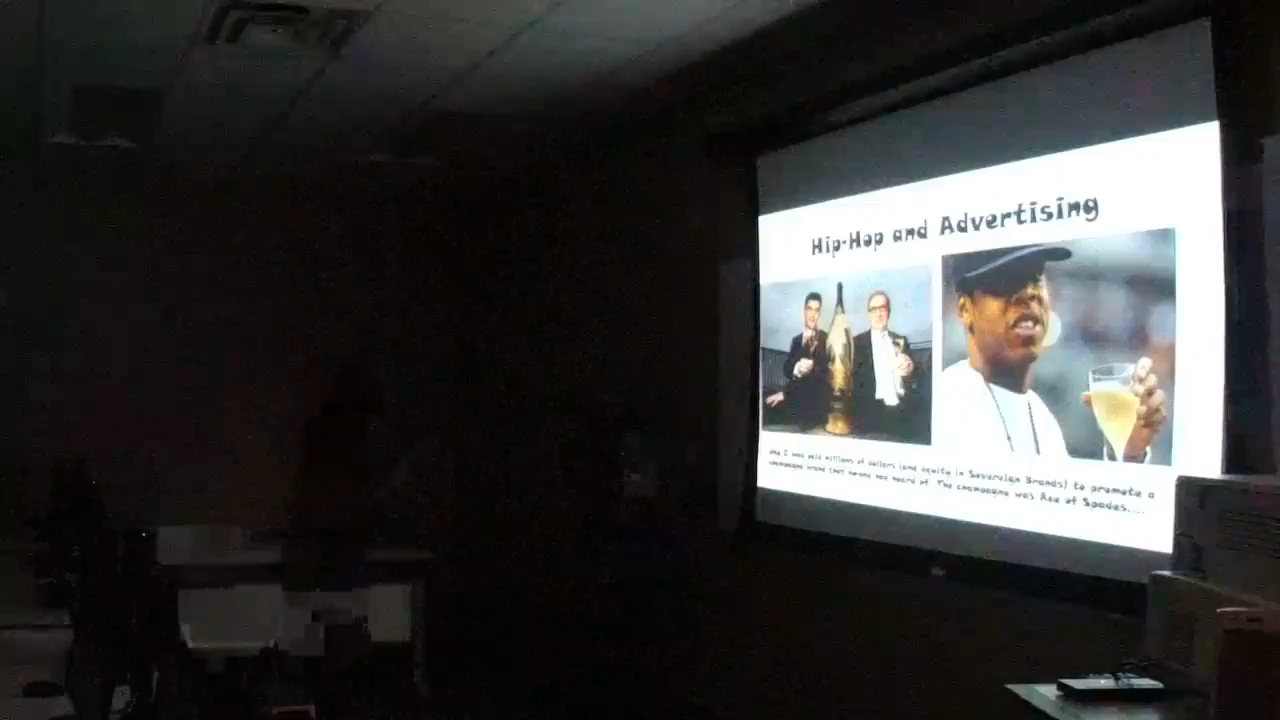 Hip-Hop and Advertising
was paid millions of dollars (and equity in Sovereign Brands) to promote a
champagne brand that no-one had heard of. The champagne was Ace of Spades....